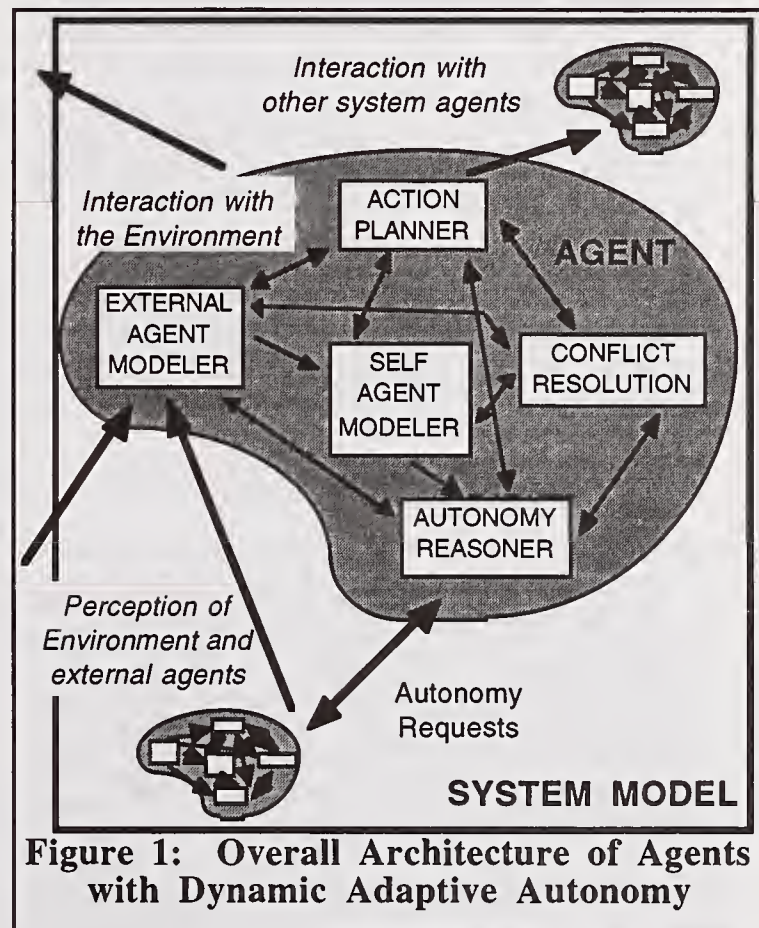 Interaction with
other system agents
Interaction with
the Environment
ACTION
PLANNER
AGENT
EXTERNAL
AGENT
MODELER
SELF
AGENT
MODELER
CONFLICT
RESOLUTION
AUTONOMY
REASONER
Perception of
Environment and
external agents
Autonomy
Requests
SYSTEM MODEL
Figure 1: Overall Architecture of Agents
with Dynamic Adaptive Autonomy